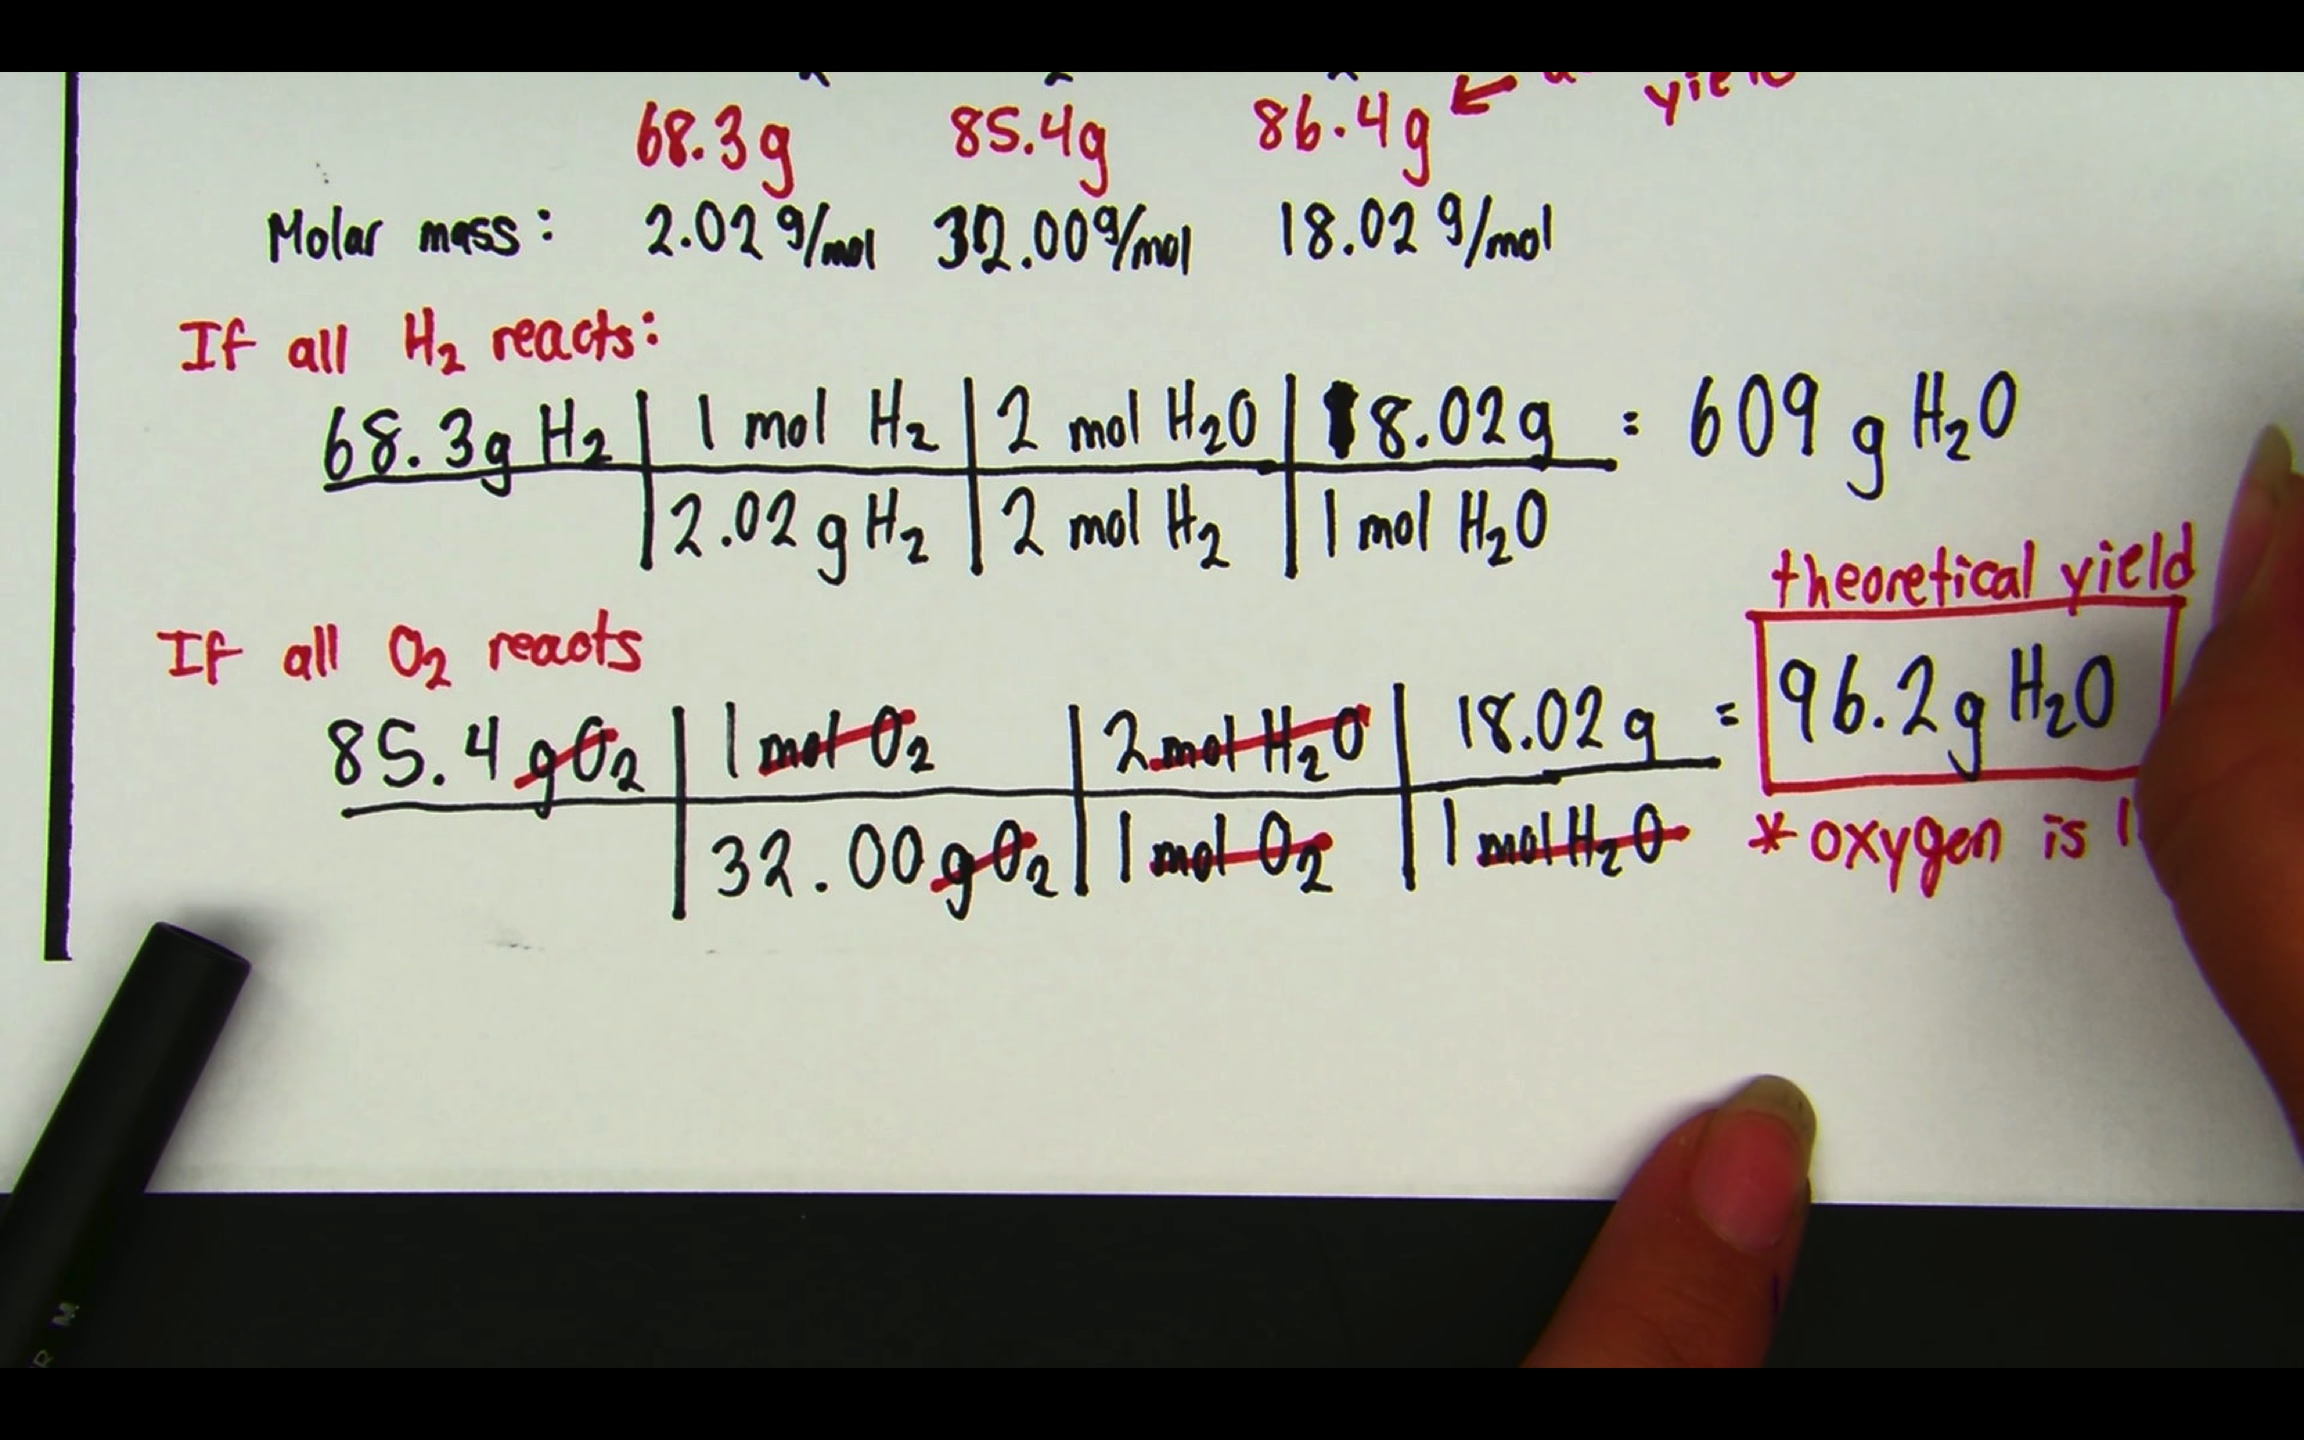 yield
68.3g 85.4g 86.4g ←
Molar mass: 2.02 g/mol 32.00 g/mol 18.02 g/mol
If all H₂ reacts:
68.3g H₂ | 1 mol H₂ | 2 mol H₂O | 18.02g = 609 g H₂O
2.02 g H₂ | 2 mol H₂ | 1 mol H₂O
theoretical yield
If all O₂ reacts
85.4 g O₂ | 1 mol O₂ | 2 mol H₂O | 18.02 g = 96.2 g H₂O
32.00 g O₂ | 1 mol O₂ | 1 mol H₂O
* oxygen is
M